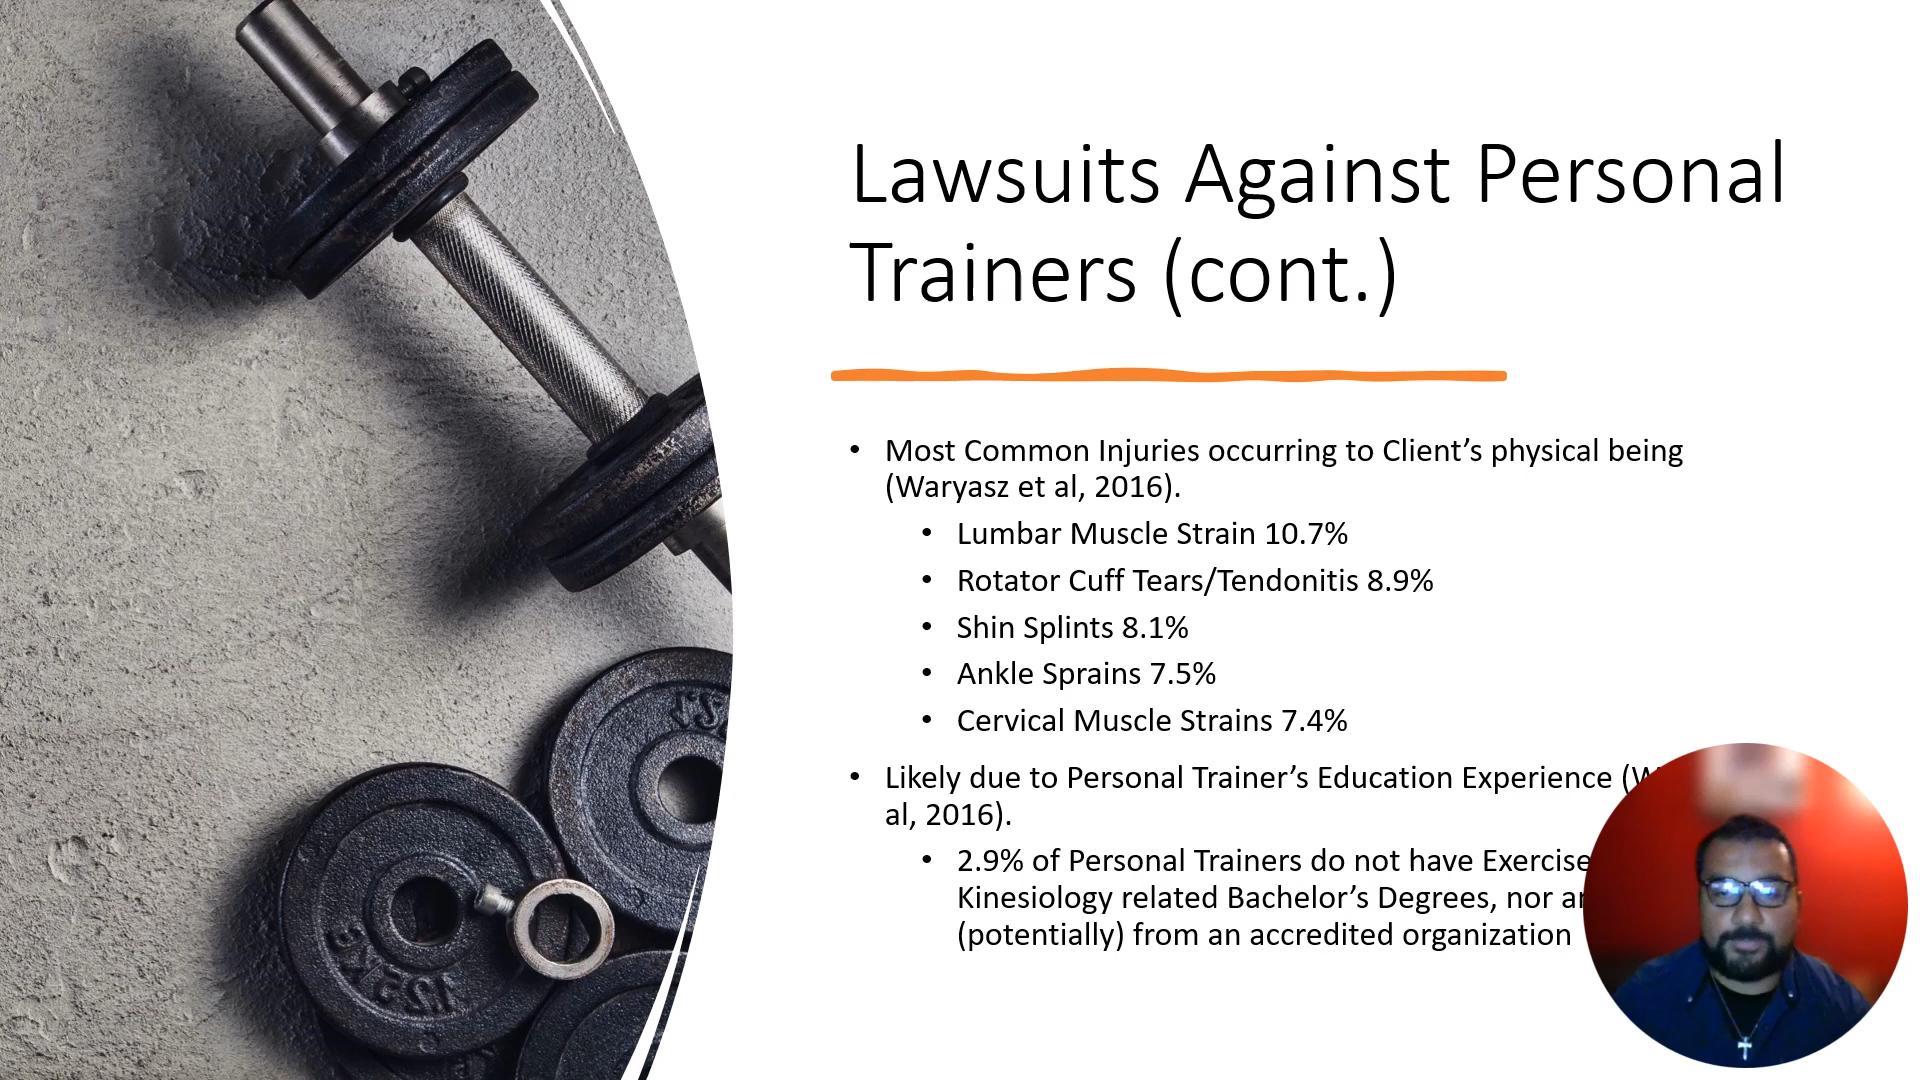 Lawsuits Against Personal
Trainers (cont.)
• Most Common Injuries occurring to Client’s physical being
(Waryasz et al, 2016).
• Lumbar Muscle Strain 10.7%
• Rotator Cuff Tears/Tendonitis 8.9%
• Shin Splints 8.1%
• Ankle Sprains 7.5%
• Cervical Muscle Strains 7.4%
• Likely due to Personal Trainer’s Education Experience
al, 2016).
• 2.9% of Personal Trainers do not have Exercise
Kinesiology related Bachelor’s Degrees, nor
(potentially) from an accredited organization